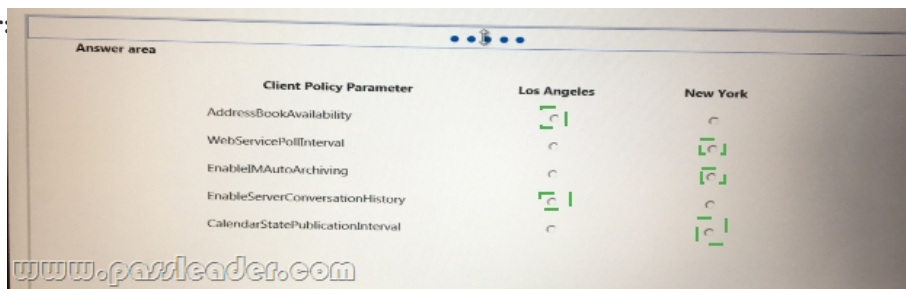 Answer area
Client Policy Parameter Los Angeles New York
AddressBookAvailability
WebServicePollInterval
EnableIMAutoArchiving
EnableServerConversationHistory
CalendarStatePublicationInterval
www.passleader.com